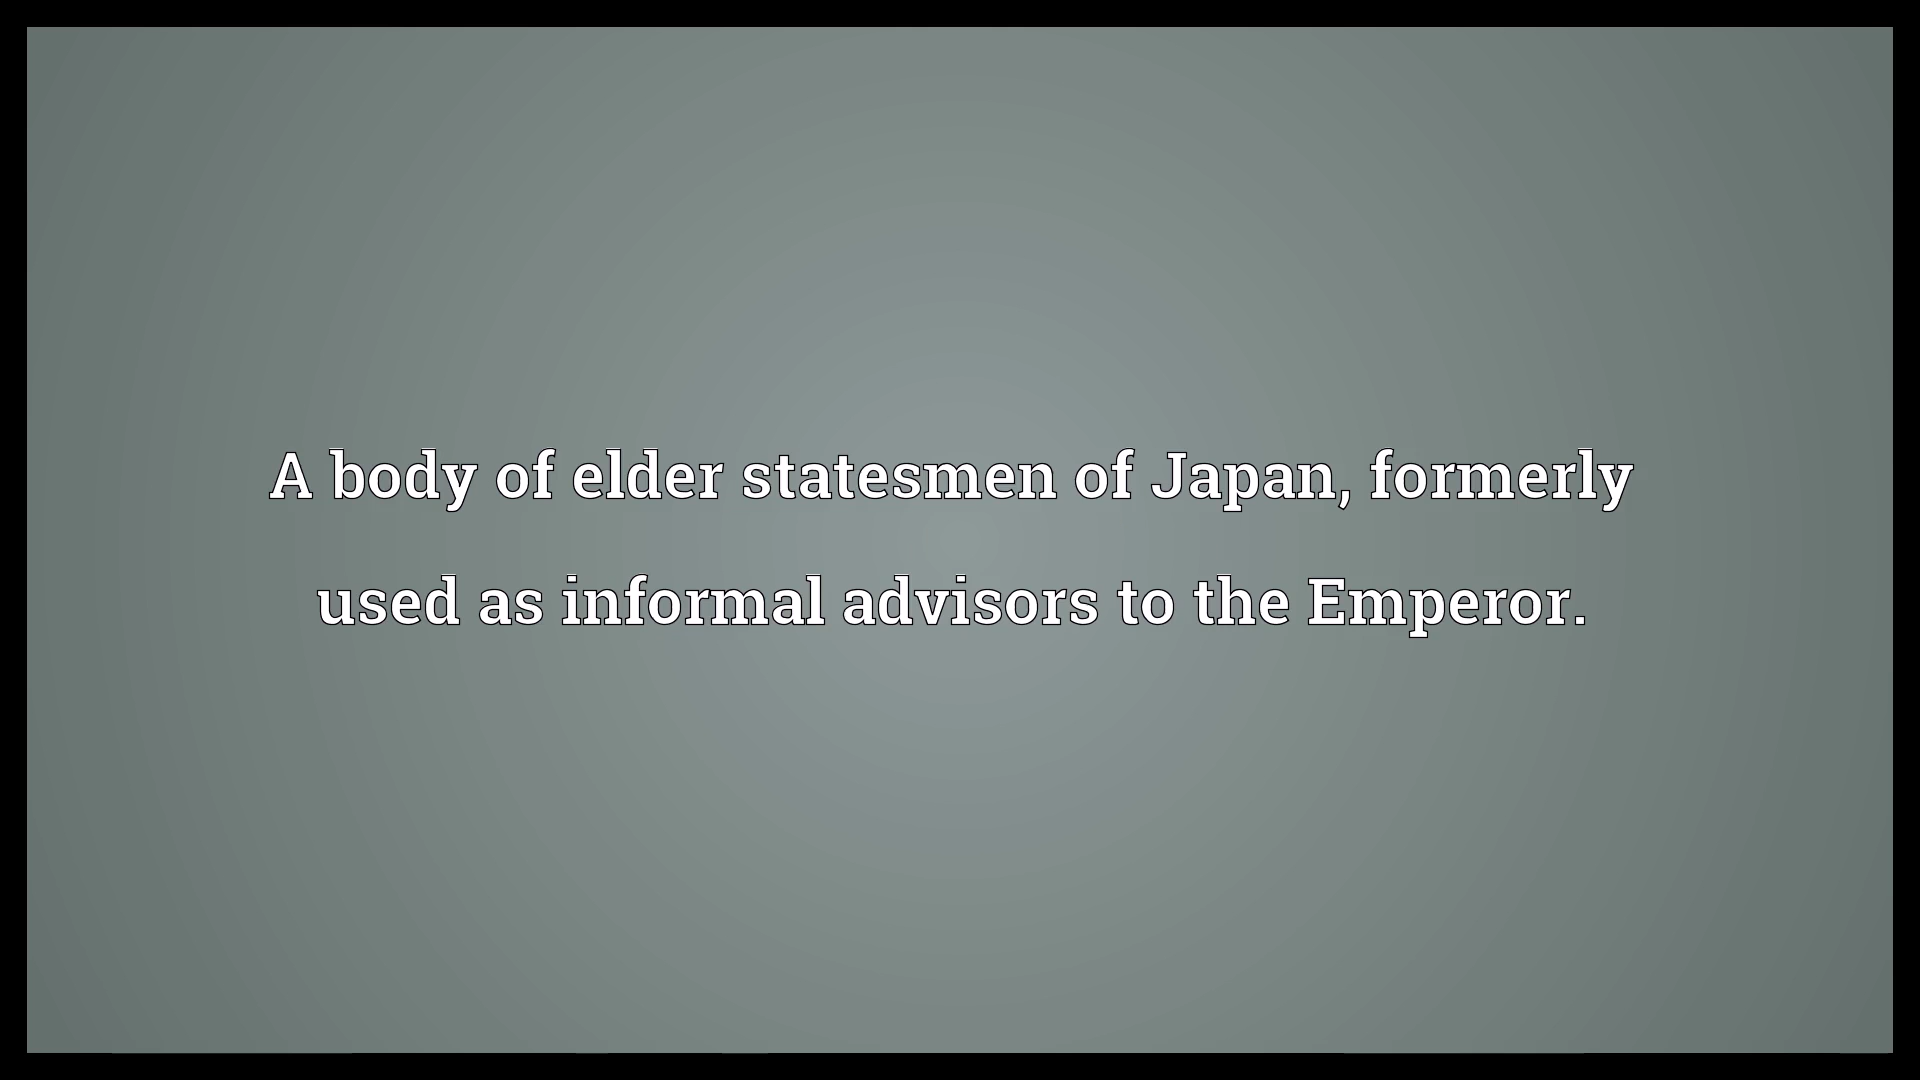 A body of elder statesmen of Japan, formerly
used as informal advisors to the Emperor.